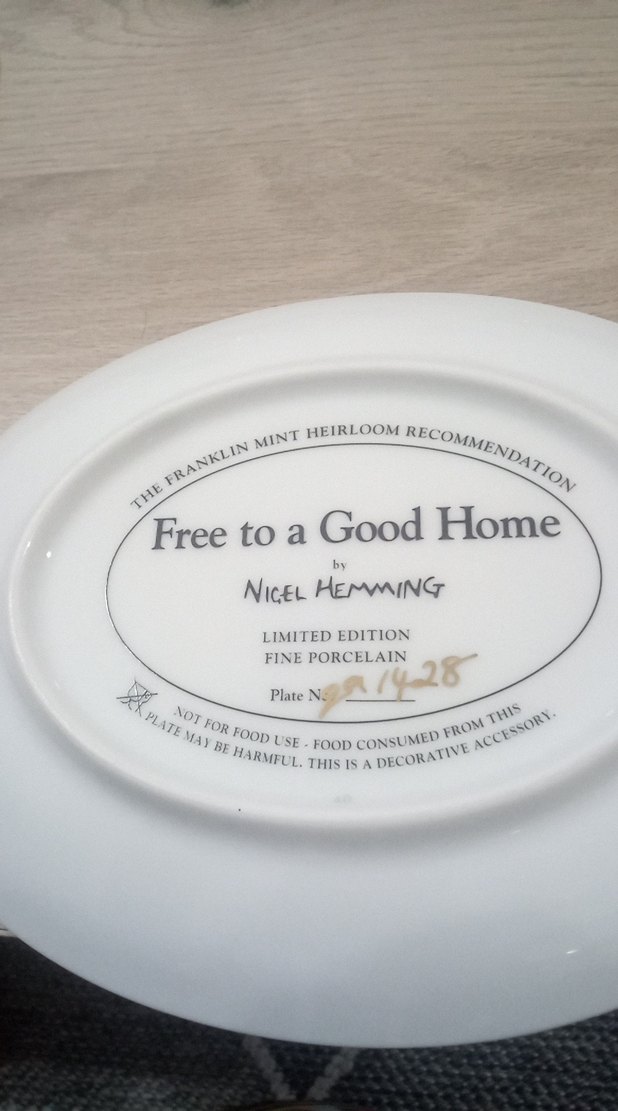 THE FRANKLIN MINT HEIRLOOM RECOMMENDATION
Free to a Good Home
by
NIGEL HEMMING
LIMITED EDITION
FINE PORCELAIN
Plate No. 1428
NOT FOR FOOD USE - FOOD CONSUMED FROM THIS
PLATE MAY BE HARMFUL. THIS IS A DECORATIVE ACCESSORY.